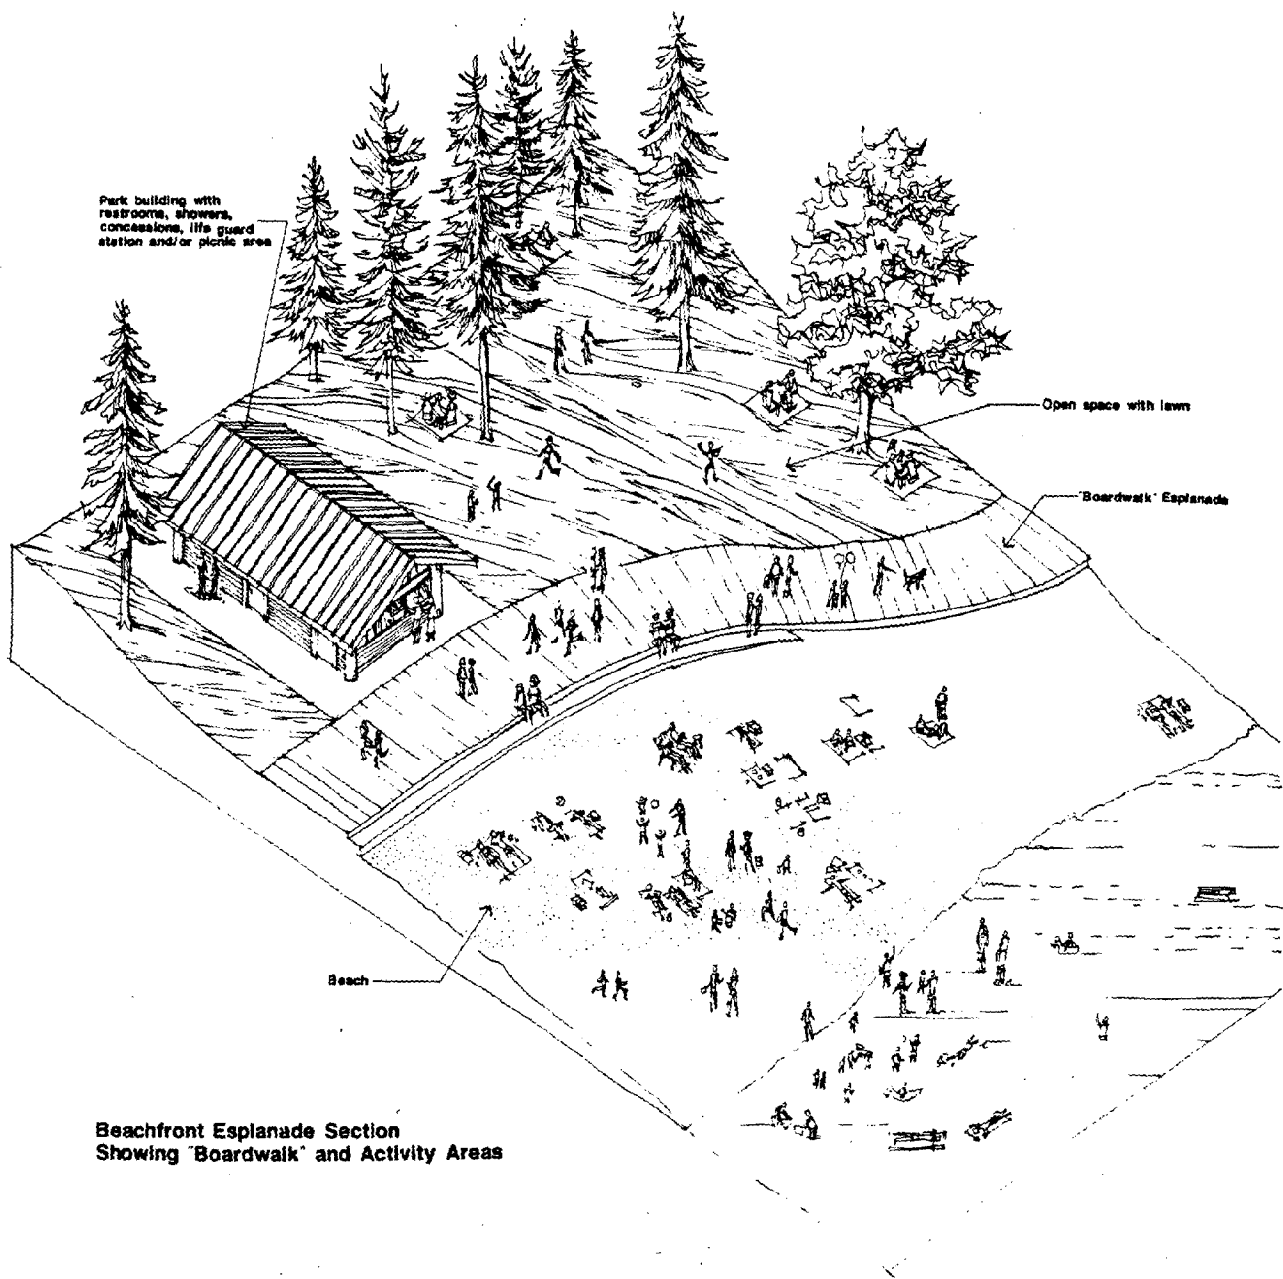 Park building with
restrooms, showers,
concessions, life guard
station and/or picnic area
Open space with lawn
"Boardwalk" Esplanade
Beach
Beachfront Esplanade Section
Showing "Boardwalk" and Activity Areas